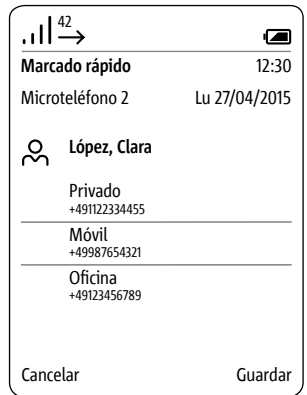 42
Marcado rápido 12:30
Microteléfono 2 Lu 27/04/2015
López, Clara
Privado
+491122334455
Móvil
+49987654321
Oficina
+49123456789
Cancelar Guardar